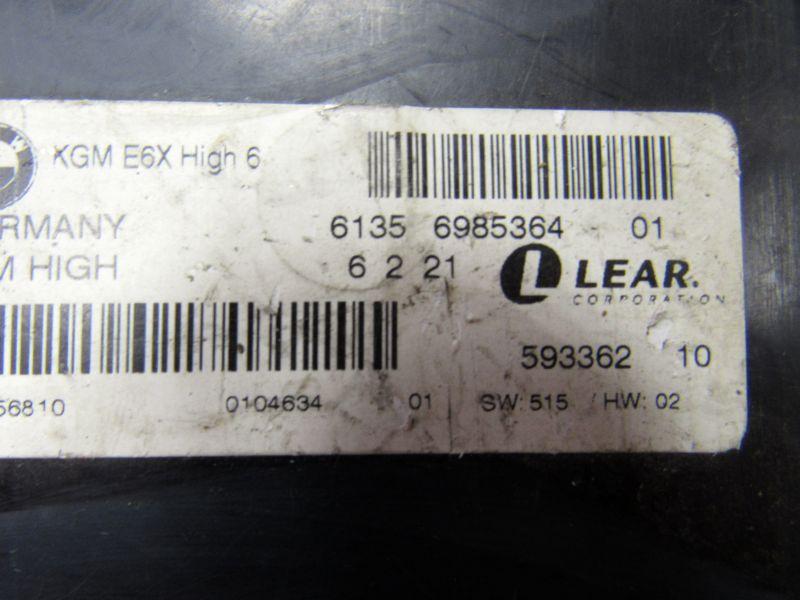 KGM E6X High 6
ERMANY 6135 6985364 01
M HIGH 6 2 21 LEAR.
CORPORATION
593362 10
56810 0104634 01 SW: 515 / HW: 02